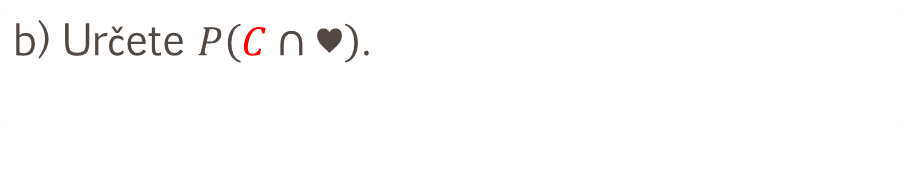 b) Určete P(C ∩ ♥).